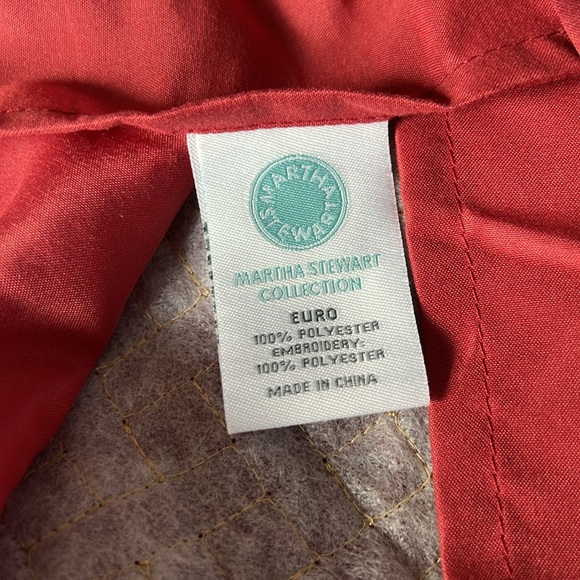 MARTHA
STEWART
MARTHA STEWART
COLLECTION
EURO
100% POLYESTER
EMBROIDERY:
100% POLYESTER
MADE IN CHINA